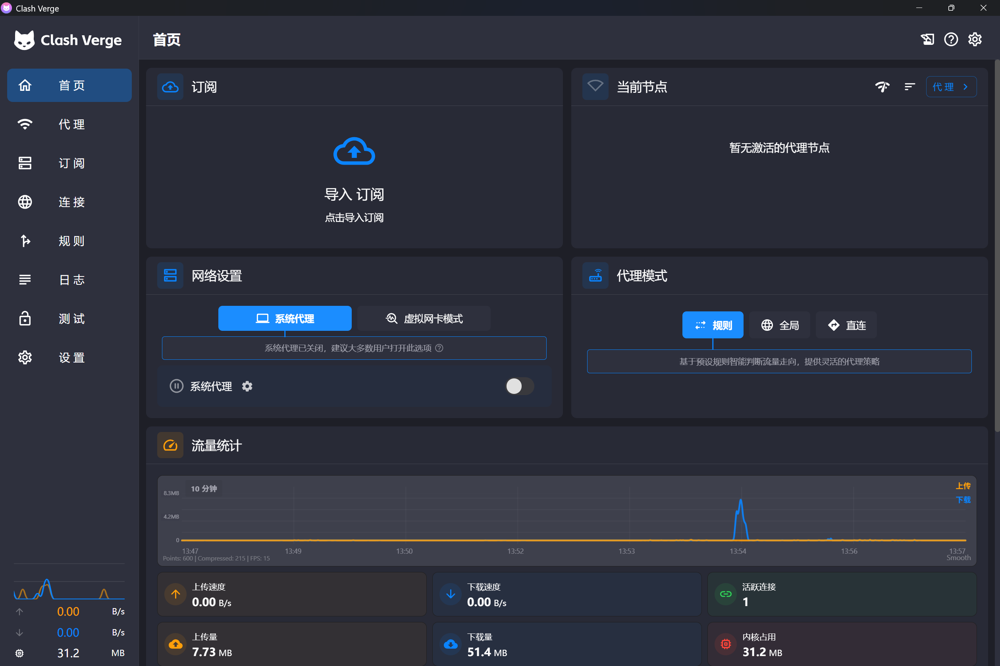 Clash Verge
Clash Verge
首页
首 页
代 理
订 阅
连 接
规 则
日 志
测 试
设 置
0.00 B/s
0.00 B/s
31.2 MB
订阅
导入 订阅
点击导入订阅
当前节点
代 理
暂无激活的代理节点
网络设置
系统代理
虚拟网卡模式
系统代理已关闭，建议大多数用户打开此选项
系统代理
代理模式
规则
全局
直连
基于预设规则智能判断流量走向，提供灵活的代理策略
流量统计
10 分钟
上传
下载
8.3MB
4.2MB
0
13:47 13:49 13:50 13:52 13:53 13:54 13:56 13:57
Points: 600 | Compressed: 215 | FPS: 15
Smooth
上传速度
0.00 B/s
下载速度
0.00 B/s
活跃连接
1
上传量
7.73 MB
下载量
51.4 MB
内核占用
31.2 MB